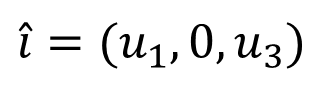 î = (u₁, 0, u₃)